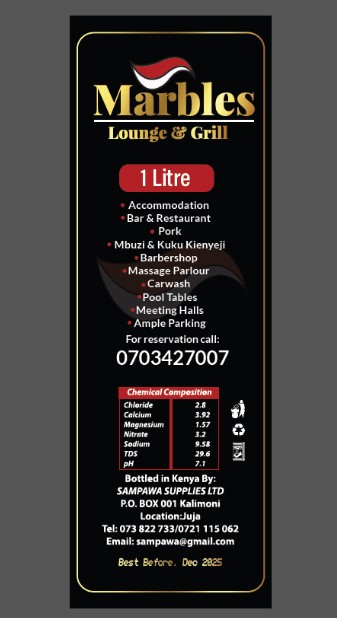 Marbles
Lounge & Grill
1 Litre
• Accommodation
• Bar & Restaurant
• Pork
• Mbuzi & Kuku Kienyeji
• Barbershop
• Massage Parlour
• Carwash
• Pool Tables
• Meeting Halls
• Ample Parking
For reservation call:
0703427007
Chemical Composition
Chloride 2.8
Calcium 3.92
Magnesium 1.57
Nitrate 3.2
Sodium 9.58
TDS 29.6
pH 7.1
Bottled in Kenya By:
SAMPAWA SUPPLIES LTD
P.O. BOX 001 Kalimoni
Location:Juja
Tel: 073 822 733/0721 115 062
Email: sampawa@gmail.com
Best Before. Dec 2025